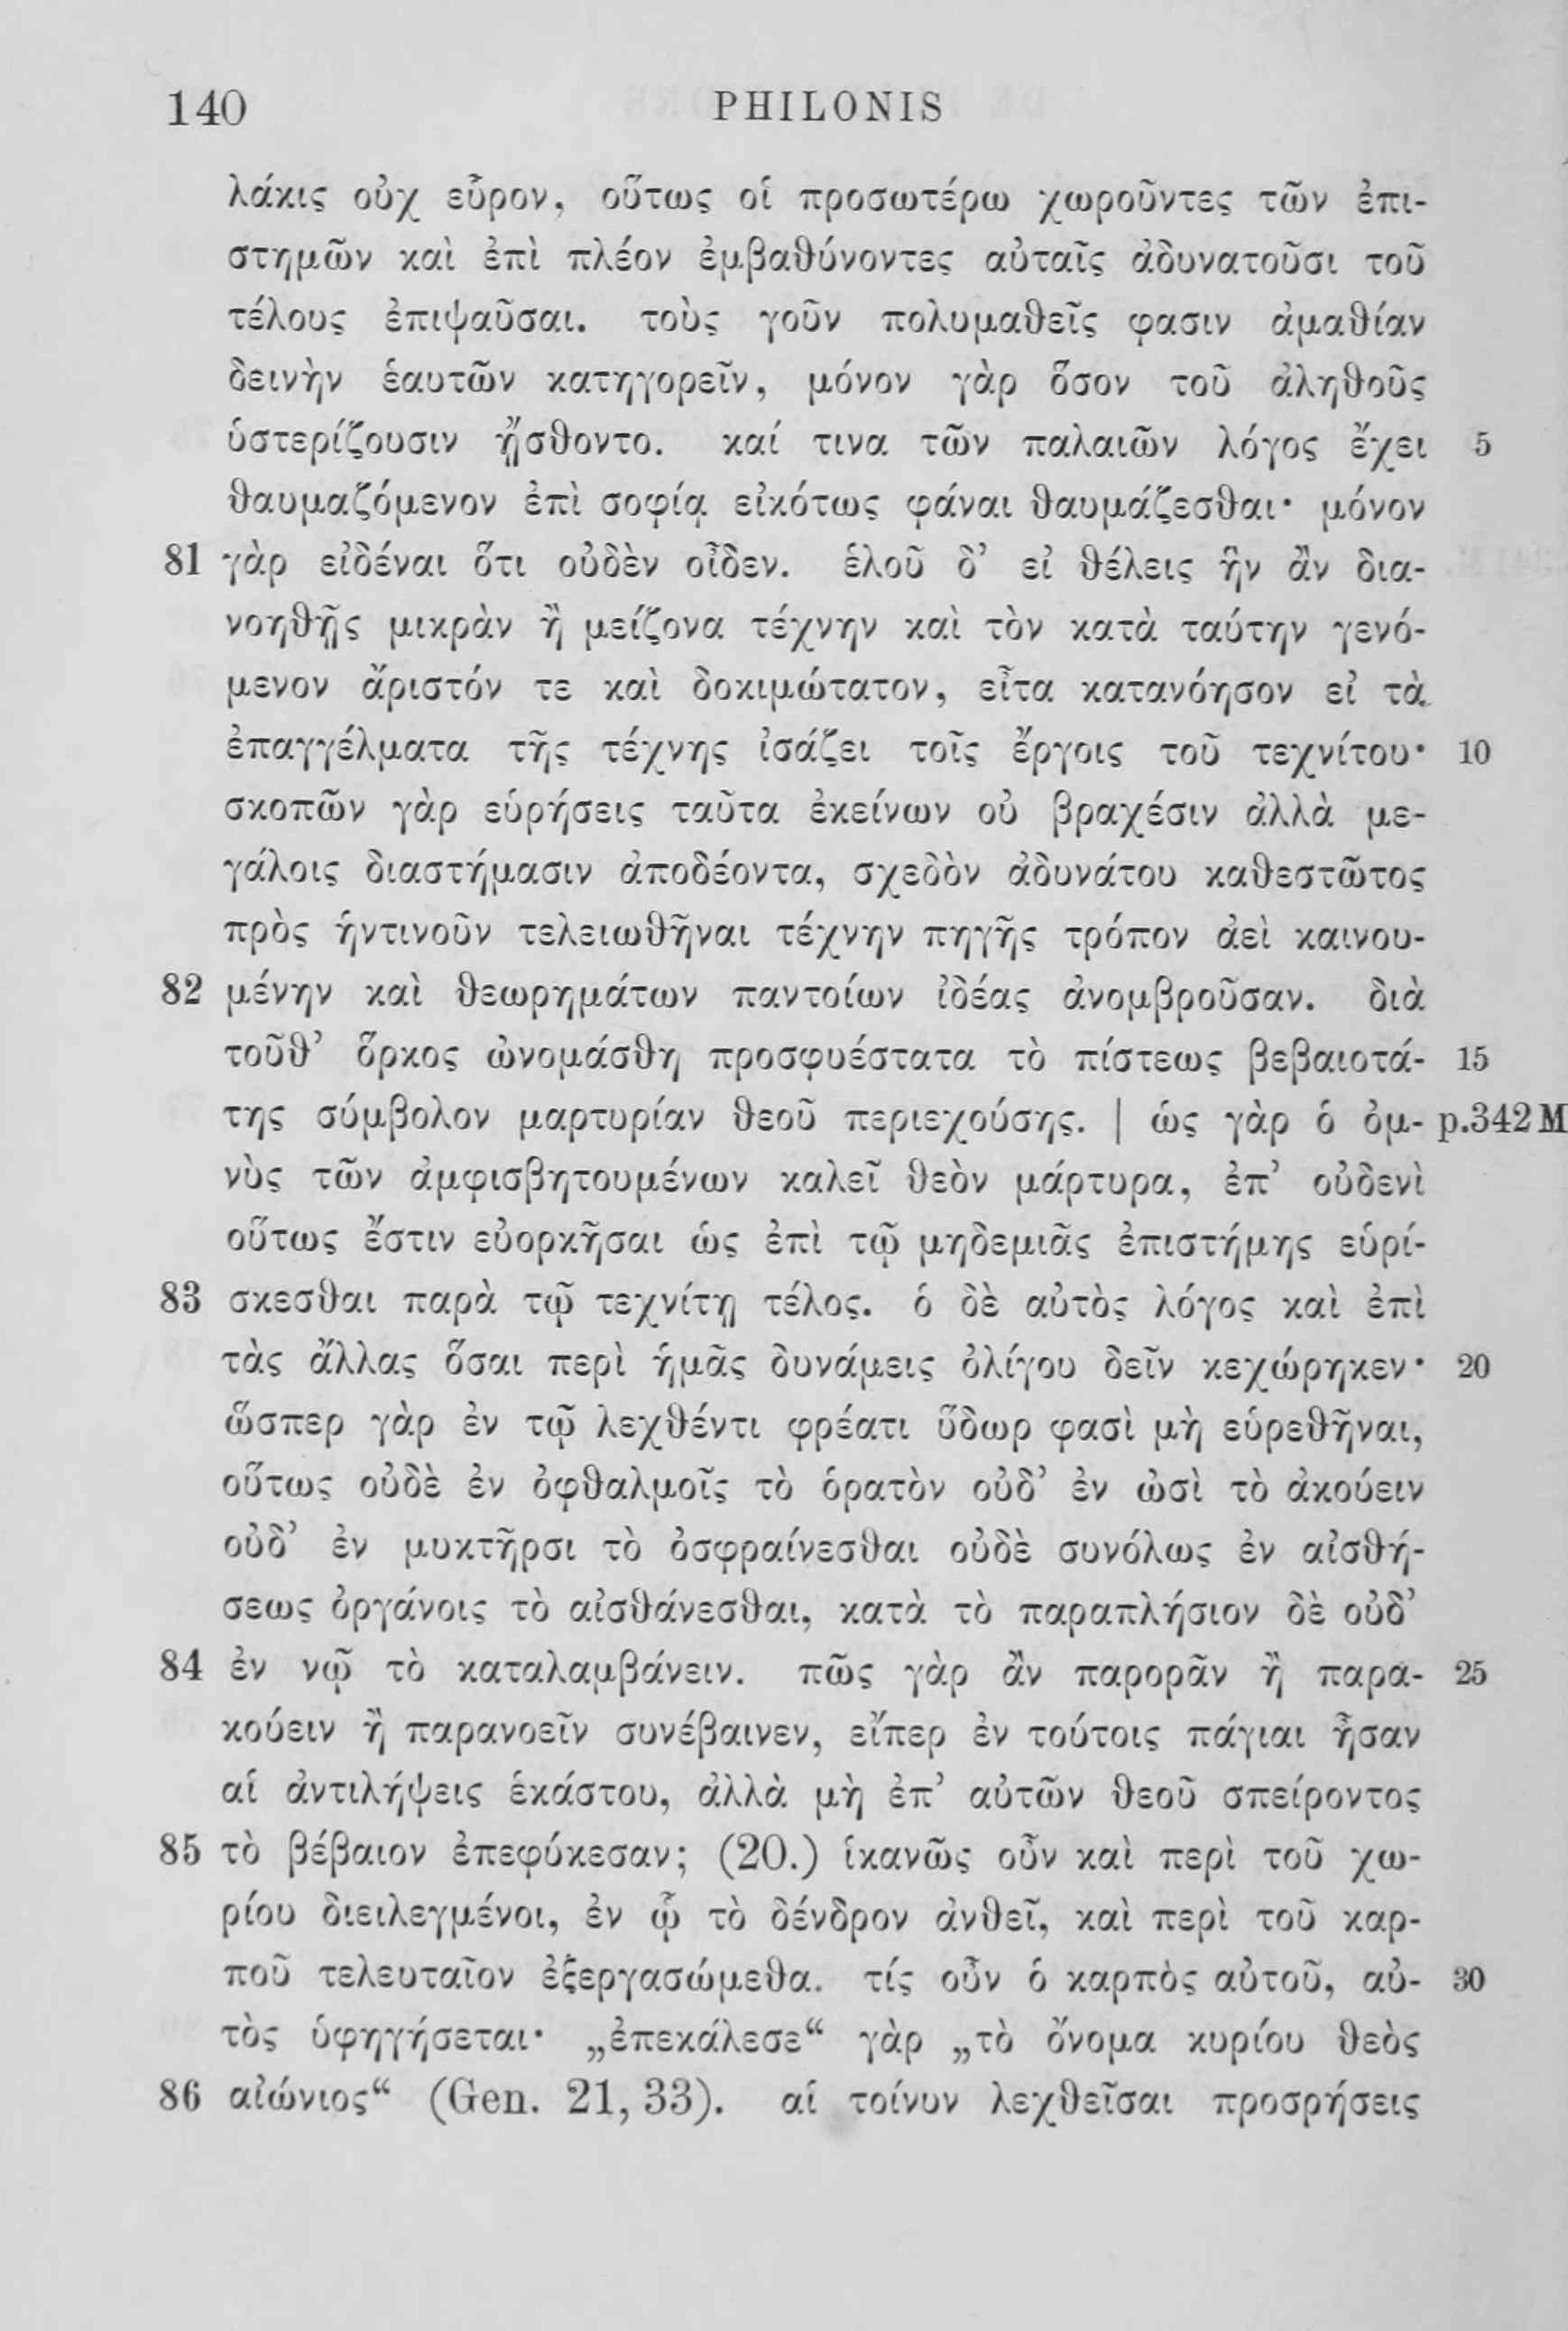 140 PHILONIS
λάκις οὐχ εὗρον, οὕτως οἱ προσωτέρω χωροῦντες τῶν ἐπι-
στημῶν καὶ ἐπὶ πλέον ἐμβαθύνοντες αὐταῖς ἀδυνατοῦσι τοῦ
τέλους ἐπιψαῦσαι. τοὺς γοῦν πολυμαθεῖς φασιν ἀμαθίαν
δεινὴν ἑαυτῶν κατηγορεῖν, μόνον γὰρ ὅσον τοῦ ἀληθοῦς
ὑστερίζουσιν ᾔσθοντο. καί τινα τῶν παλαιῶν λόγος ἔχει 5
θαυμαζόμενον ἐπὶ σοφίᾳ εἰκότως φάναι θαυμάζεσθαι· μόνον
81 γὰρ εἰδέναι ὅτι οὐδὲν οἶδεν. ἑλοῦ δ’ εἰ θέλεις ἣν ἂν δια-
νοηθῇς μικρὰν ἢ μείζονα τέχνην καὶ τὸν κατὰ ταύτην γενό-
μενον ἄριστόν τε καὶ δοκιμώτατον, εἶτα κατανόησον εἰ τὰ
ἐπαγγέλματα τῆς τέχνης ἰσάζει τοῖς ἔργοις τοῦ τεχνίτου· 10
σκοπῶν γὰρ εὑρήσεις ταῦτα ἐκείνων οὐ βραχέσιν ἀλλὰ με-
γάλοις διαστήμασιν ἀποδέοντα, σχεδὸν ἀδυνάτου καθεστῶτος
πρὸς ἡντινοῦν τελειωθῆναι τέχνην πηγῆς τρόπον ἀεὶ καινου-
82 μένην καὶ θεωρημάτων παντοίων ἰδέας ἀνομβροῦσαν. διὰ
τοῦθ’ ὅρκος ὠνομάσθη προσφυέστατα τὸ πίστεως βεβαιοτά- 15
της σύμβολον μαρτυρίαν θεοῦ περιεχούσης. | ὡς γὰρ ὁ ὀμ- p.342 M
νὺς τῶν ἀμφισβητουμένων καλεῖ θεὸν μάρτυρα, ἐπ’ οὐδενὶ
οὕτως ἔστιν εὐορκῆσαι ὡς ἐπὶ τῷ μηδεμιᾶς ἐπιστήμης εὑρί-
83 σκεσθαι παρὰ τῷ τεχνίτῃ τέλος. ὁ δὲ αὐτὸς λόγος καὶ ἐπὶ
τὰς ἄλλας ὅσαι περὶ ἡμᾶς δυνάμεις ὀλίγου δεῖν κεχώρηκεν· 20
ὥσπερ γὰρ ἐν τῷ λεχθέντι φρέατι ὕδωρ φασὶ μὴ εὑρεθῆναι,
οὕτως οὐδὲ ἐν ὀφθαλμοῖς τὸ ὁρατὸν οὐδ’ ἐν ὠσὶ τὸ ἀκούειν
οὐδ’ ἐν μυκτῆρσι τὸ ὀσφραίνεσθαι οὐδὲ συνόλως ἐν αἰσθή-
σεως ὀργάνοις τὸ αἰσθάνεσθαι, κατὰ τὸ παραπλήσιον δὲ οὐδ’
84 ἐν νῷ τὸ καταλαμβάνειν. πῶς γὰρ ἂν παρορᾶν ἢ παρα- 25
κούειν ἢ παρανοεῖν συνέβαινεν, εἴπερ ἐν τούτοις πάγιαι ἦσαν
αἱ ἀντιλήψεις ἑκάστου, ἀλλὰ μὴ ἐπ’ αὐτῶν θεοῦ σπείροντος
85 τὸ βέβαιον ἐπεφύκεσαν; (20.) ἱκανῶς οὖν καὶ περὶ τοῦ χω-
ρίου διειλεγμένοι, ἐν ᾧ τὸ δένδρον ἀνθεῖ, καὶ περὶ τοῦ καρ-
ποῦ τελευταῖον ἐξεργασώμεθα. τίς οὖν ὁ καρπὸς αὐτοῦ, αὐ- 30
τὸς ὑφηγήσεται· „ἐπεκάλεσε“ γὰρ „τὸ ὄνομα κυρίου θεὸς
86 αἰώνιος“ (Gen. 21, 33). αἱ τοίνυν λεχθεῖσαι προσρήσεις